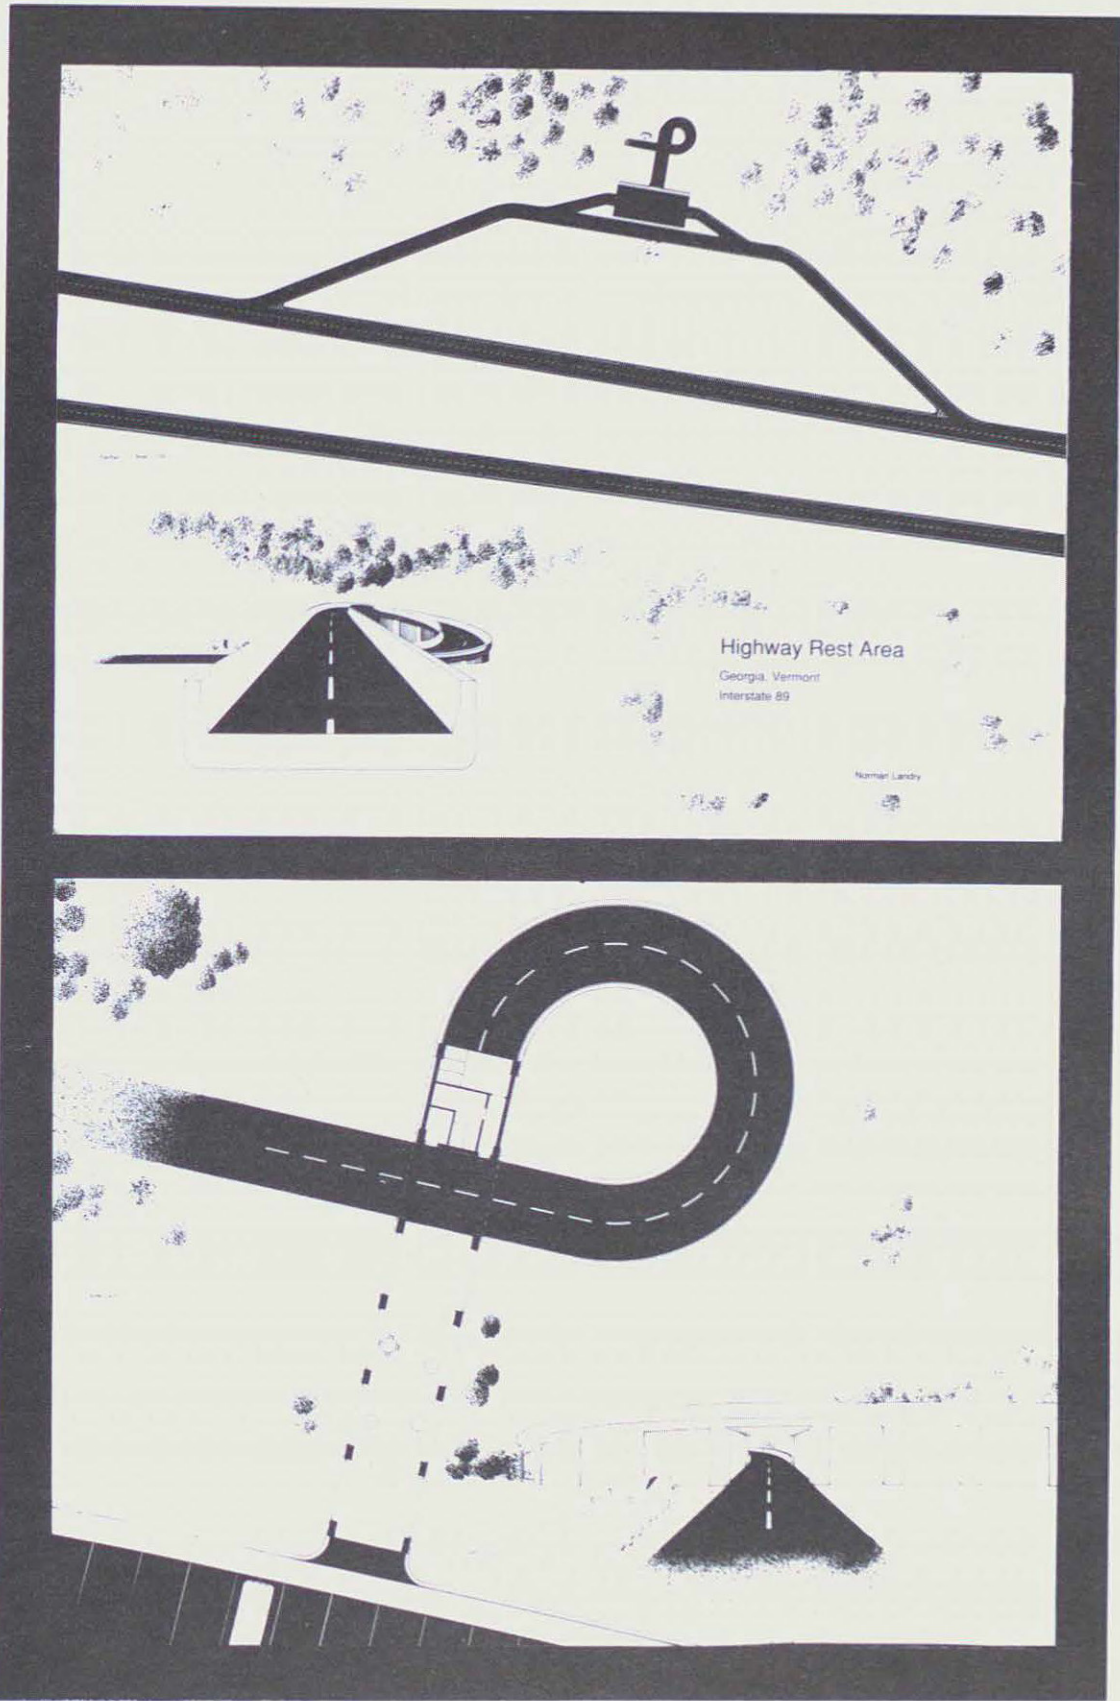 Highway Rest Area
Georgia, Vermont
Interstate 89
Norman Landry